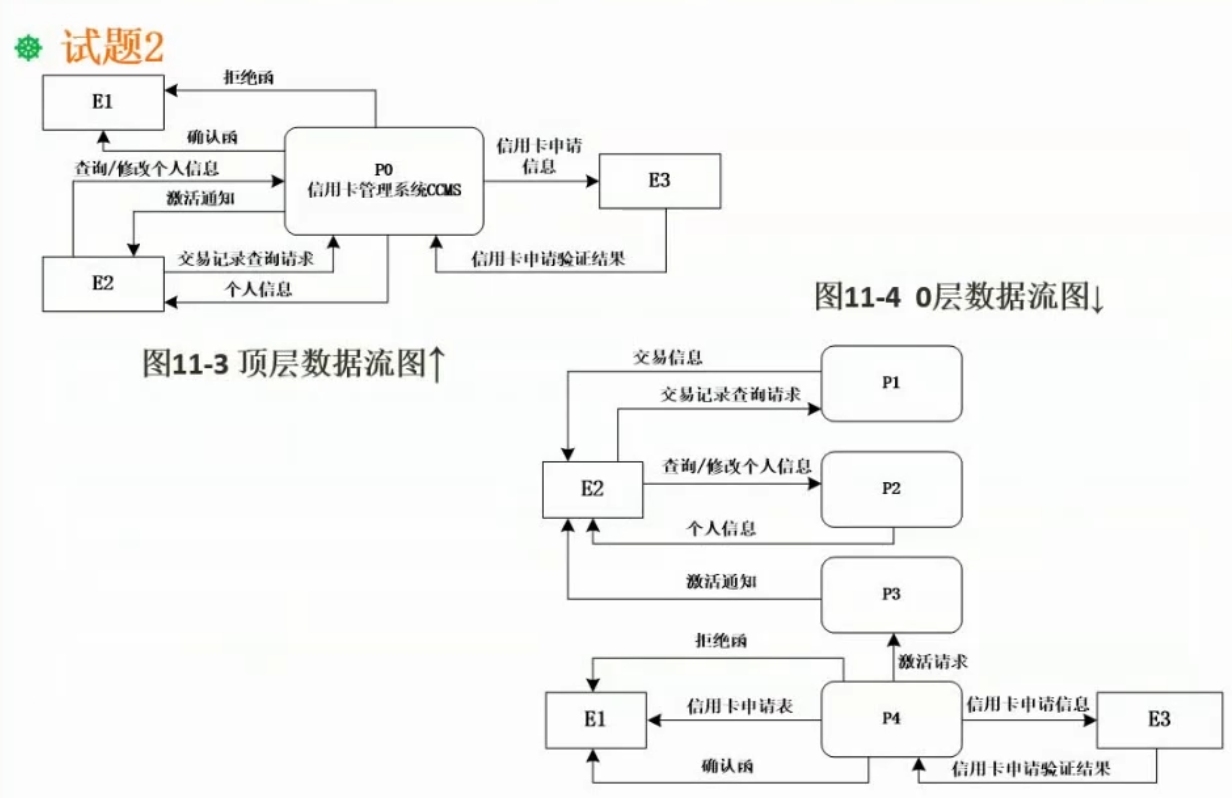 试题2
拒绝函
E1
确认函
信用卡申请
信息
查询/修改个人信息
P0
信用卡管理系统CCMS
E3
激活通知
交易记录查询请求
信用卡申请验证结果
E2
个人信息
图11-4 0层数据流图↓
图11-3 顶层数据流图↑
交易信息
P1
交易记录查询请求
查询/修改个人信息
E2
P2
个人信息
激活通知
P3
拒绝函
激活请求
信用卡申请表
信用卡申请信息
E1
P4
E3
确认函
信用卡申请验证结果